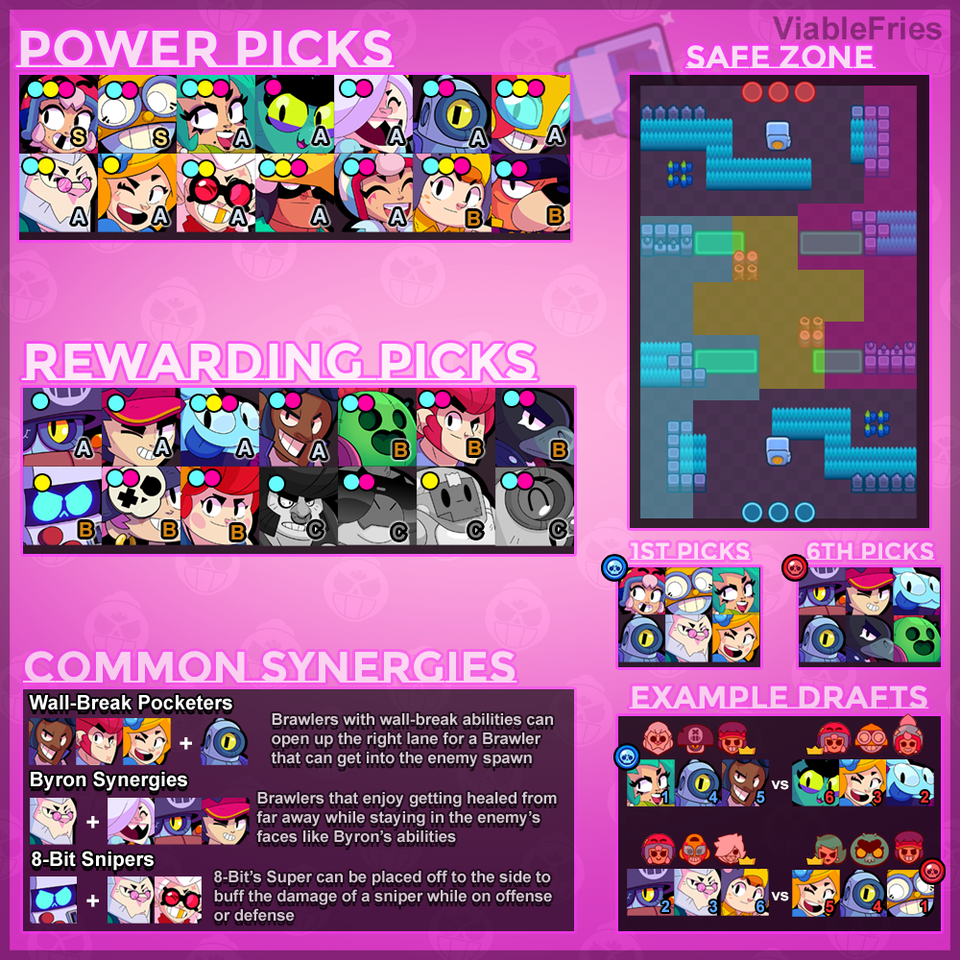 ViableFries
POWER PICKS
SAFE ZONE
S S A A A A A
A A A A A B B
REWARDING PICKS
A A A A B B B
B B B C C C C
1ST PICKS
6TH PICKS
COMMON SYNERGIES
Wall-Break Pocketers
+
Brawlers with wall-break abilities can
open up the right lane for a Brawler
that can get into the enemy spawn
Byron Synergies
+
Brawlers that enjoy getting healed from
far away while staying in the enemy's
faces like Byron's abilities
8-Bit Snipers
+
8-Bit's Super can be placed off to the side to
buff the damage of a sniper while on offense
or defense
EXAMPLE DRAFTS
1 4 5 vs 6 3 2
2 3 6 vs 5 4 1